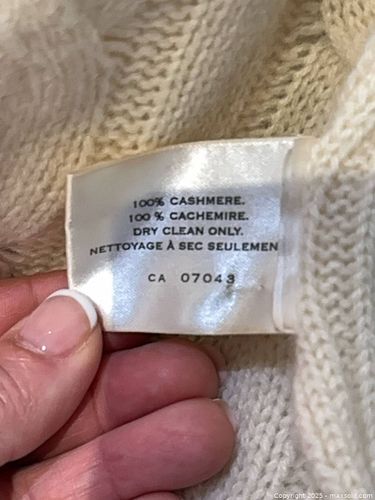 100% CASHMERE.
100 % CACHEMIRE.
DRY CLEAN ONLY.
NETTOYAGE À SEC SEULEMEN
CA 07043
Copyright 2025 - maxsold.com